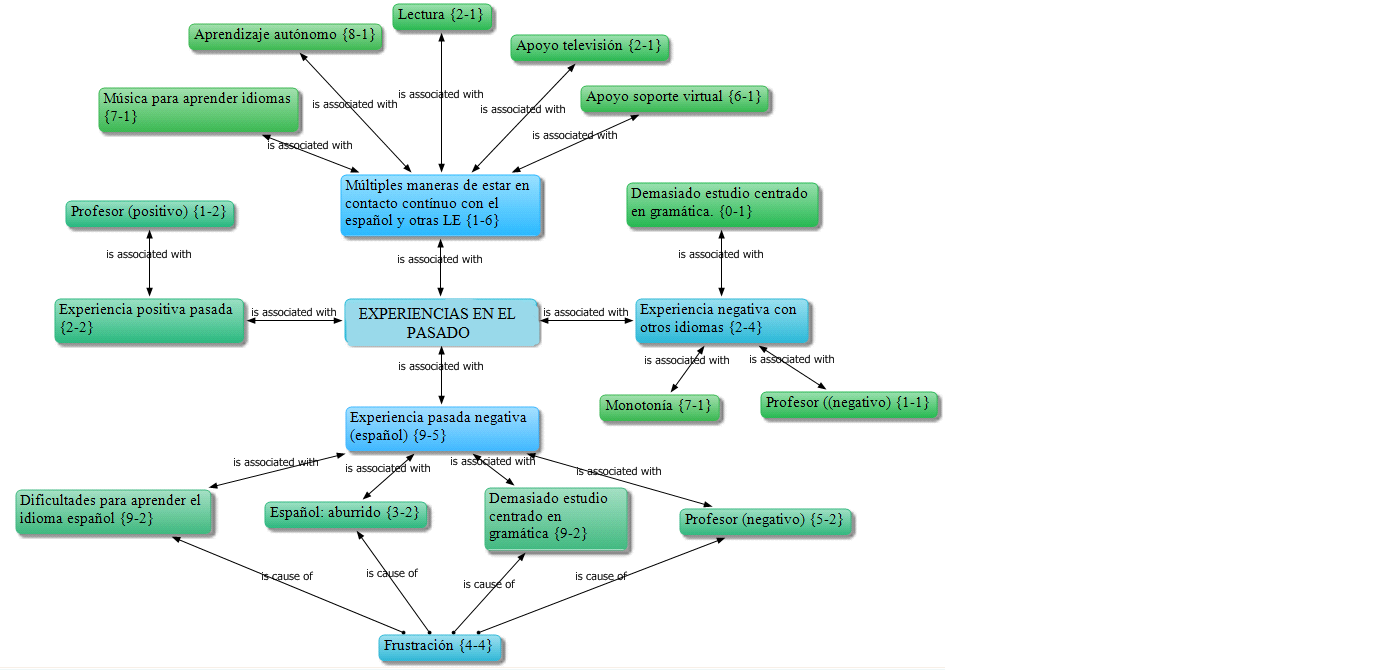 Lectura {2-1}
Aprendizaje autónomo {8-1}
Apoyo televisión {2-1}
Música para aprender idiomas
{7-1}
Apoyo soporte virtual {6-1}
is associated with
is associated with
is associated with
is associated with
is associated with
Múltiples maneras de estar en
contacto contínuo con el
español y otras LE {1-6}
Demasiado estudio centrado
en gramática. {0-1}
Profesor (positivo) {1-2}
is associated with
is associated with
is associated with
Experiencia positiva pasada
{2-2}
is associated with
EXPERIENCIAS EN EL
PASADO
is associated with
Experiencia negativa con
otros idiomas {2-4}
is associated with
is associated with
is associated with
Monotonía {7-1}
Profesor ((negativo) {1-1}
Experiencia pasada negativa
(español) {9-5}
is associated with
is associated with
is associated with
is associated with
Dificultades para aprender el
idioma español {9-2}
Español: aburrido {3-2}
Demasiado estudio
centrado en
gramática {9-2}
Profesor (negativo) {5-2}
is cause of
is cause of
is cause of
is cause of
Frustración {4-4}